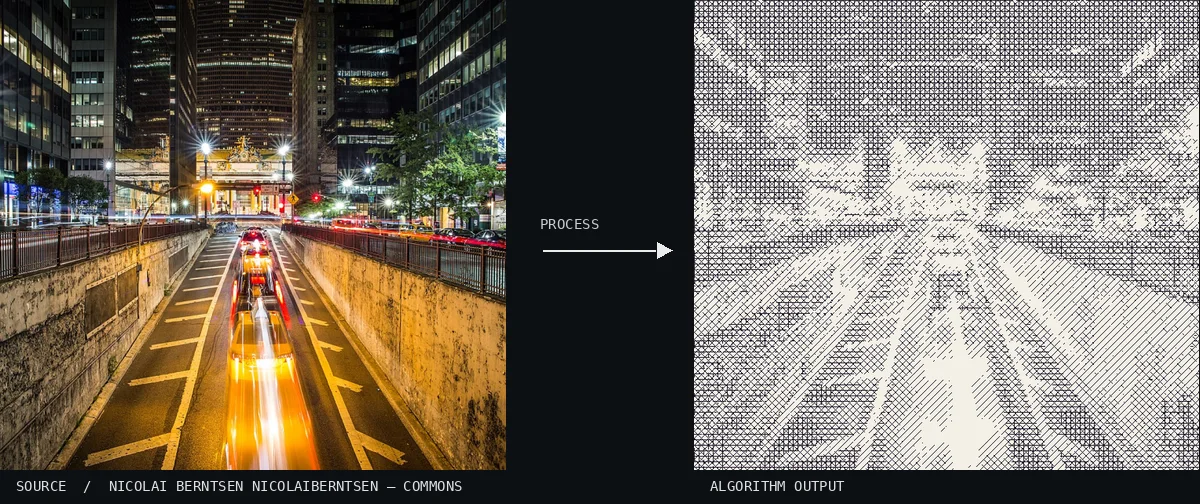 PROCESS
SOURCE / NICOLAI BERNTSEN NICOLAIBERNTSEN — COMMONS
ALGORITHM OUTPUT